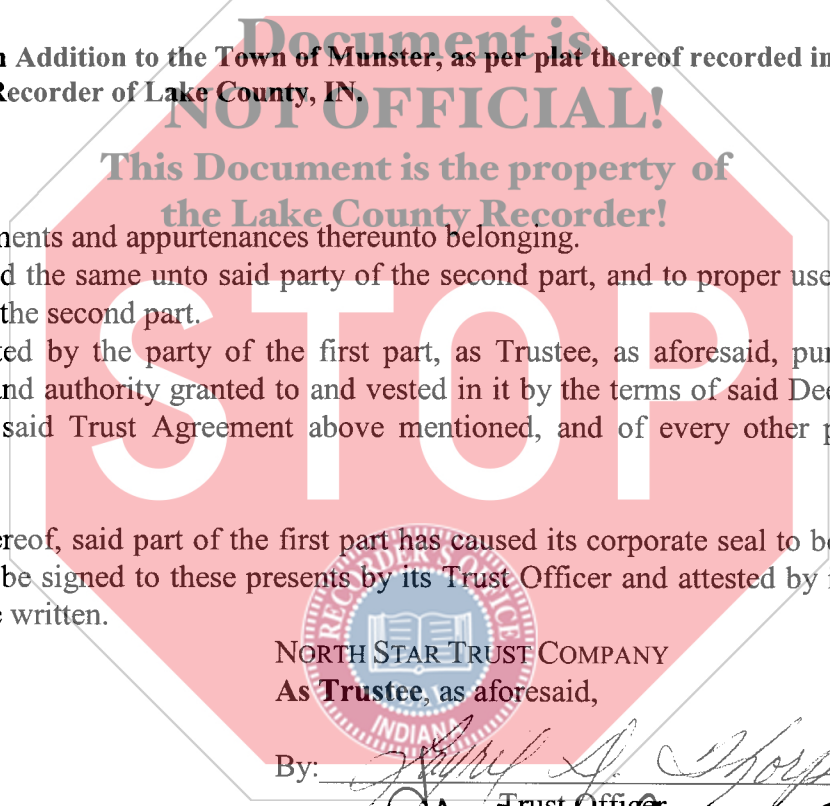 Document is
Addition to the Town of Munster, as per plat thereof recorded in
NOT OFFICIAL!
Recorder of Lake County, IN.
This Document is the property of
the Lake County Recorder!
ments and appurtenances thereunto belonging.
d the same unto said party of the second part, and to proper use
the second part.
ted by the party of the first part, as Trustee, as aforesaid, pur
nd authority granted to and vested in it by the terms of said Dee
said Trust Agreement above mentioned, and of every other p
STOP
ereof, said part of the first part has caused its corporate seal to be
be signed to these presents by its Trust Officer and attested by
e written.
RECORDER'S OFFICE
INDIANA
NORTH STAR TRUST COMPANY
As Trustee, as aforesaid,
By:
Trust Officer